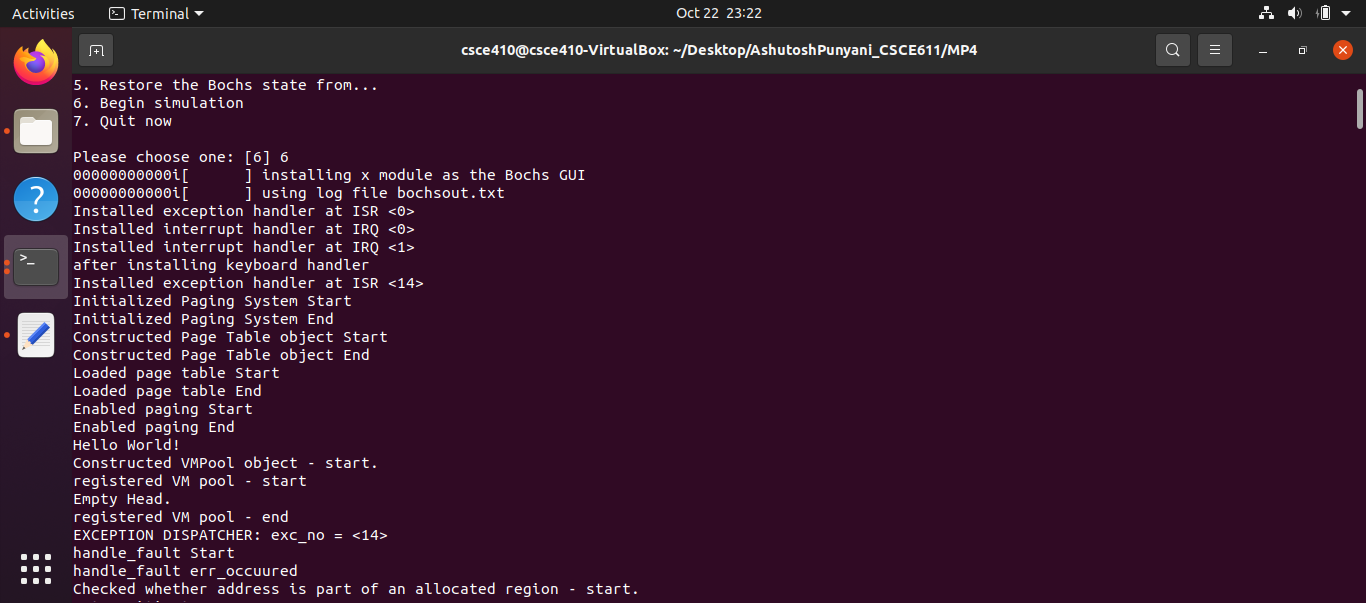 Activities
Terminal
Oct 22 23:22
csce410@csce410-VirtualBox: ~/Desktop/AshutoshPunyani_CSCE611/MP4
5. Restore the Bochs state from...
6. Begin simulation
7. Quit now
Please choose one: [6] 6
00000000000i[      ] installing x module as the Bochs GUI
00000000000i[      ] using log file bochsout.txt
Installed exception handler at ISR <0>
Installed interrupt handler at IRQ <0>
Installed interrupt handler at IRQ <1>
after installing keyboard handler
Installed exception handler at ISR <14>
Initialized Paging System Start
Initialized Paging System End
Constructed Page Table object Start
Constructed Page Table object End
Loaded page table Start
Loaded page table End
Enabled paging Start
Enabled paging End
Hello World!
Constructed VMPool object - start.
registered VM pool - start
Empty Head.
registered VM pool - end
EXCEPTION DISPATCHER: exc_no = <14>
handle_fault Start
handle_fault err_occuured
Checked whether address is part of an allocated region - start.